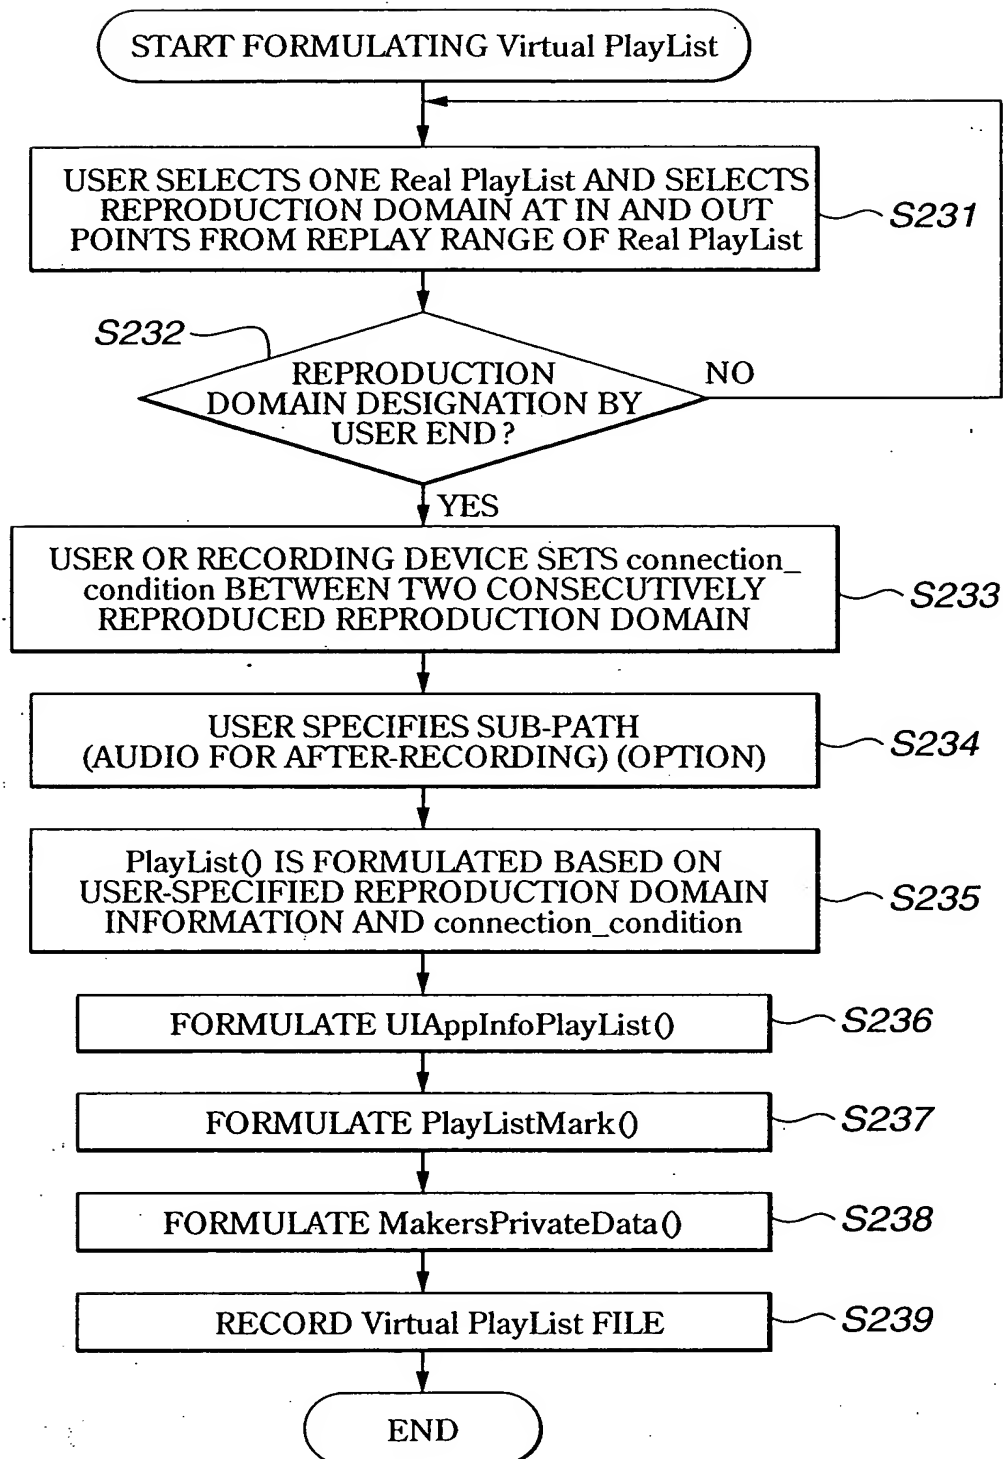 START FORMULATING Virtual PlayList
USER SELECTS ONE Real PlayList AND SELECTS
REPRODUCTION DOMAIN AT IN AND OUT
POINTS FROM REPLAY RANGE OF Real PlayList
S231
S232
REPRODUCTION
DOMAIN DESIGNATION BY
USER END ?
NO
YES
USER OR RECORDING DEVICE SETS connection_
condition BETWEEN TWO CONSECUTIVELY
REPRODUCED REPRODUCTION DOMAIN
S233
USER SPECIFIES SUB-PATH
(AUDIO FOR AFTER-RECORDING) (OPTION)
S234
PlayList() IS FORMULATED BASED ON
USER-SPECIFIED REPRODUCTION DOMAIN
INFORMATION AND connection_condition
S235
FORMULATE UIAppInfoPlayList()
S236
FORMULATE PlayListMark()
S237
FORMULATE MakersPrivateData()
S238
RECORD Virtual PlayList FILE
S239
END